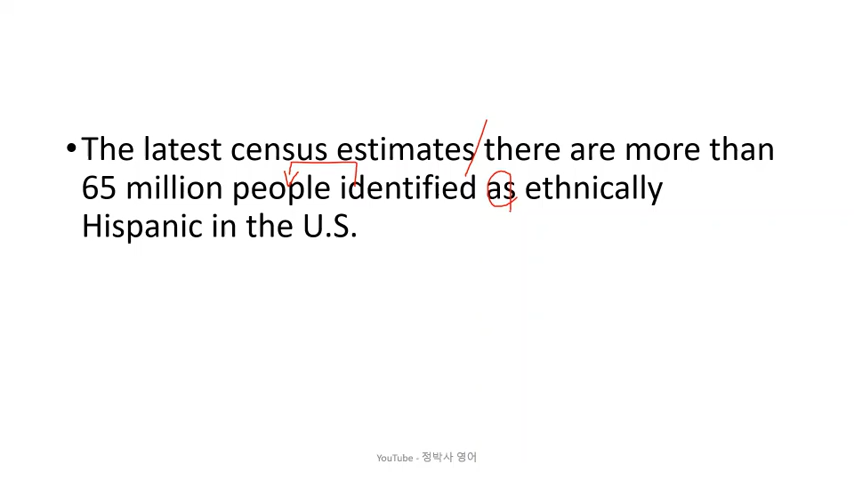 •The latest census estimates there are more than
65 million people identified as ethnically
Hispanic in the U.S.
YouTube - 정박사 영어